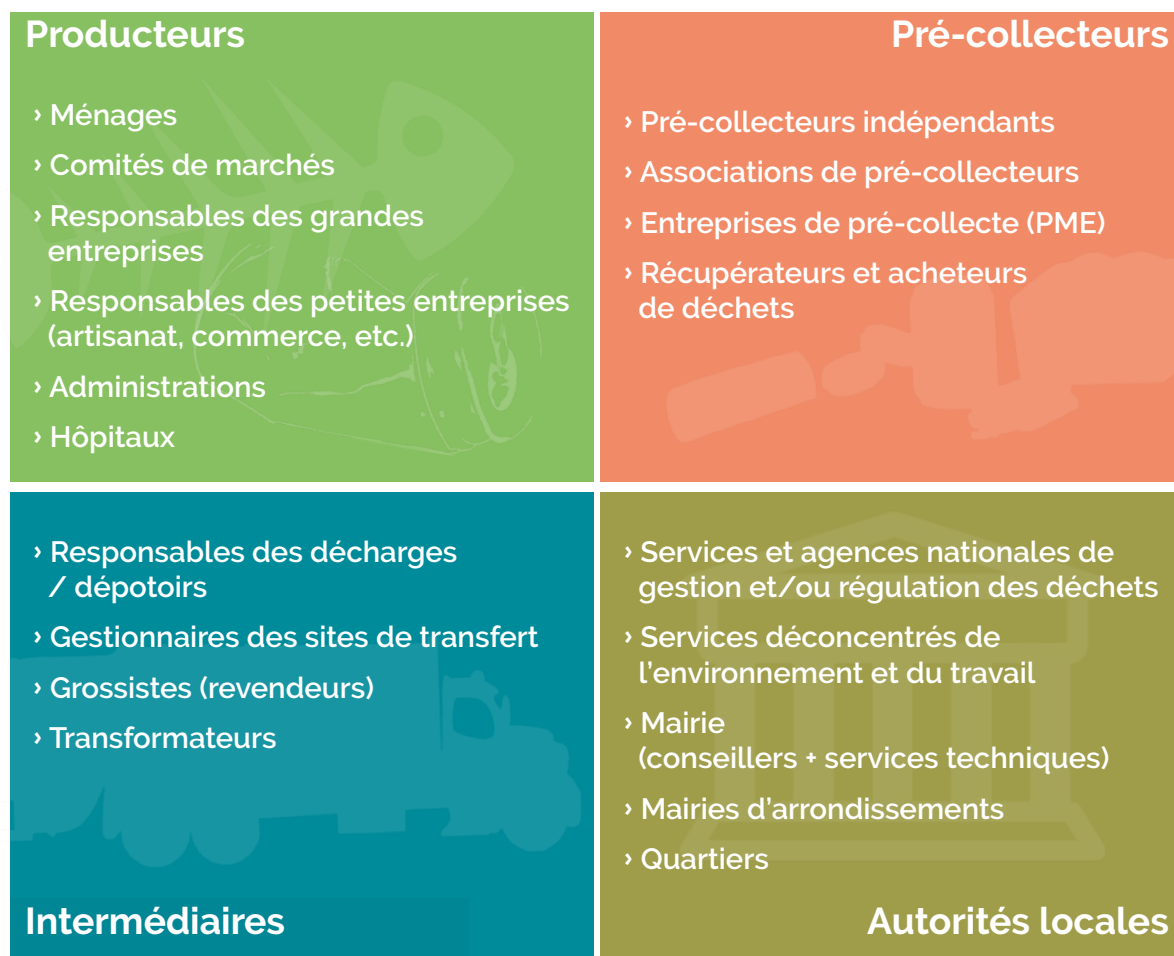 Producteurs
› Ménages
› Comités de marchés
› Responsables des grandes
entreprises
› Responsables des petites entreprises
(artisanat, commerce, etc.)
› Administrations
› Hôpitaux
Pré-collecteurs
› Pré-collecteurs indépendants
› Associations de pré-collecteurs
› Entreprises de pré-collecte (PME)
› Récupérateurs et acheteurs
de déchets
› Responsables des décharges
/ dépotoirs
› Gestionnaires des sites de transfert
› Grossistes (revendeurs)
› Transformateurs
Intermédiaires
› Services et agences nationales de
gestion et/ou régulation des déchets
› Services déconcentrés de
l’environnement et du travail
› Mairie
(conseillers + services techniques)
› Mairies d’arrondissements
› Quartiers
Autorités locales